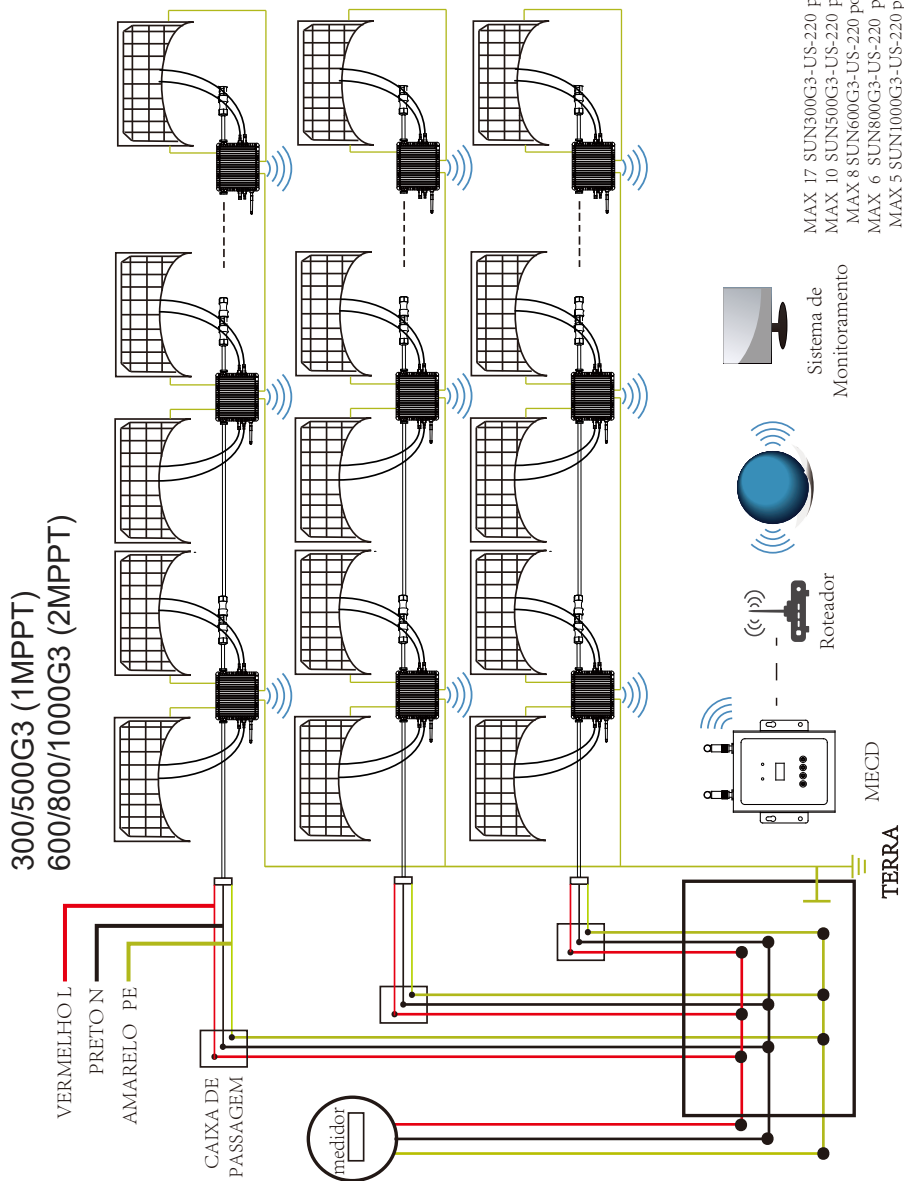 300/500G3 (1MPPT)
600/800/1000G3 (2MPPT)
VERMELHO L
PRETO N
AMARELO PE
CAIXA DE
PASSAGEM
medidor
TERRA
MECD
Roteador
Sistema de
Monitoramento
MAX 17 SUN300G3-US-220
MAX 10 SUN500G3-US-220
MAX 8 SUN600G3-US-220
MAX 6 SUN800G3-US-220
MAX 5 SUN1000G3-US-220